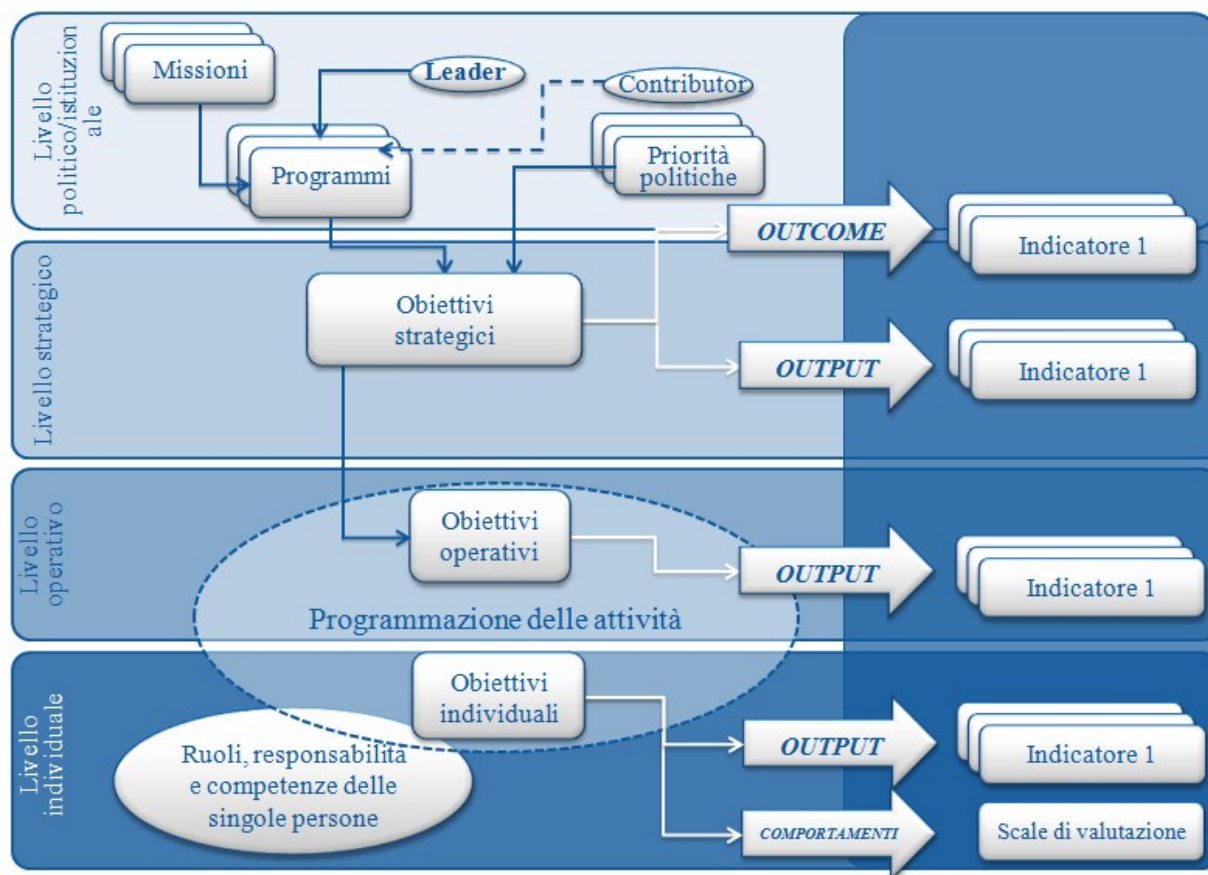 Livello
politico/istituzion
ale
Missioni
Leader
Contributor
Programmi
Priorità
politiche
OUTCOME
Indicatore 1
Livello strategico
Obiettivi
strategici
OUTPUT
Indicatore 1
Livello
operativo
Obiettivi
operativi
OUTPUT
Indicatore 1
Programmazione delle attività
Livello
individuale
Obiettivi
individuali
Ruoli, responsabilità
e competenze delle
singole persone
OUTPUT
Indicatore 1
COMPORTAMENTI
Scale di valutazione